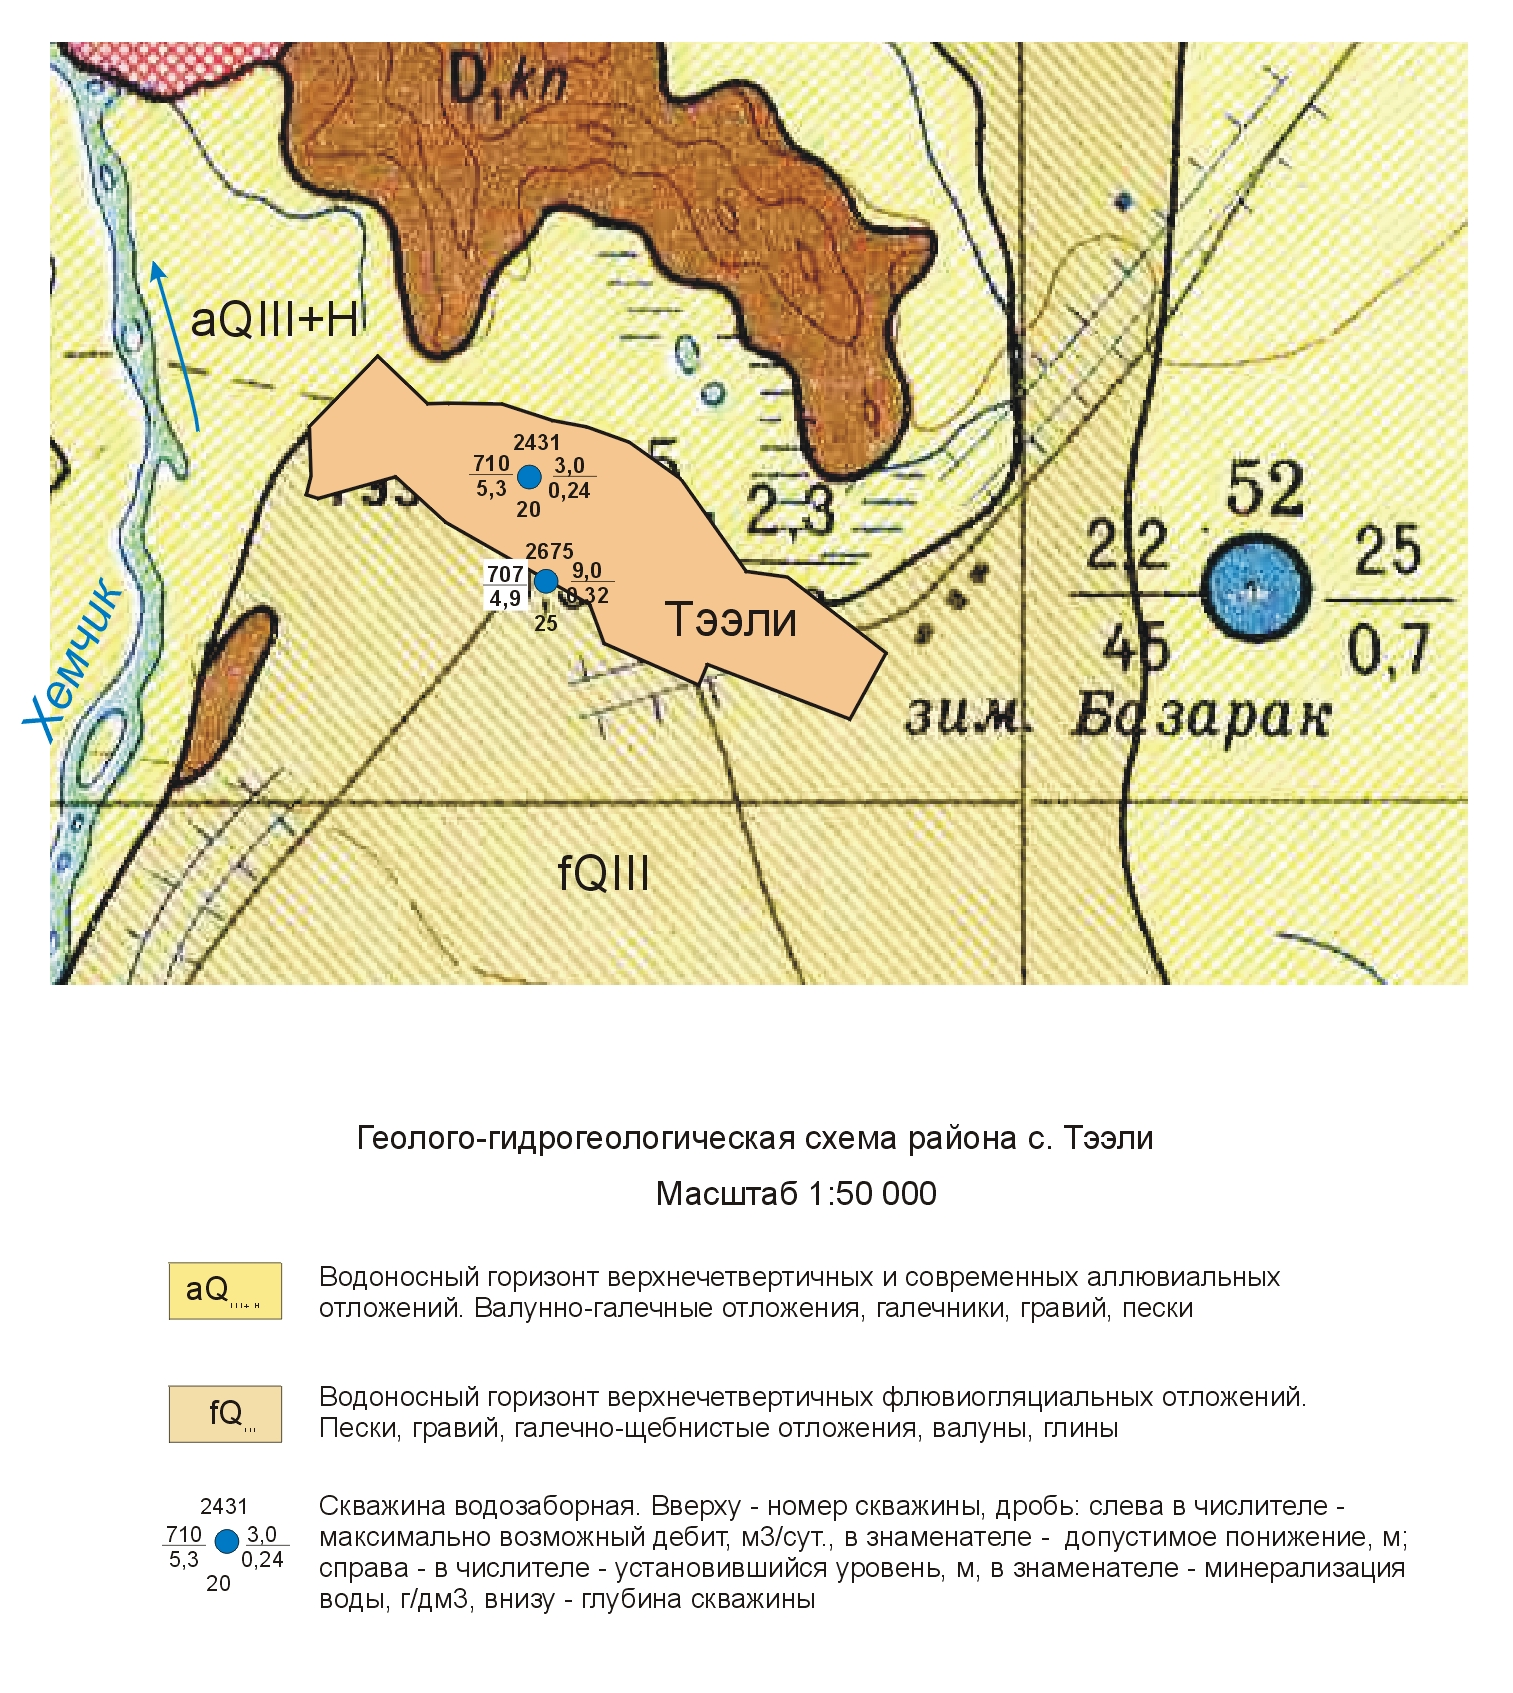 D₁kn
aQIII+H
2431
710 3,0
5,3 0,24
20
2,3
52
2,2 25
45 0,7
2675
707 9,0
4,9 0,32
25
Тээли
Хемчик
зим. Базарак
fQIII
Геолого-гидрогеологическая схема района с. Тээли
Масштаб 1:50 000
aQIII+H
Водоносный горизонт верхнечетвертичных и современных аллювиальных
отложений. Валунно-галечные отложения, галечники, гравий, пески
fQIII
Водоносный горизонт верхнечетвертичных флювиогляциальных отложений.
Пески, гравий, галечно-щебнистые отложения, валуны, глины
2431
710 3,0
5,3 0,24
20
Скважина водозаборная. Вверху - номер скважины, дробь: слева в числителе -
максимально возможный дебит, м3/сут., в знаменателе - допустимое понижение, м;
справа - в числителе - установившийся уровень, м, в знаменателе - минерализация
воды, г/дм3, внизу - глубина скважины